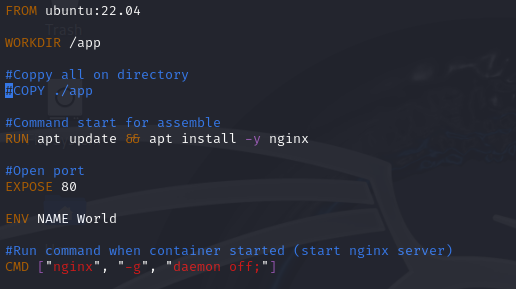 FROM ubuntu:22.04
WORKDIR /app
#Coppy all on directory
#COPY ./app
#Command start for assemble
RUN apt update && apt install -y nginx
#Open port
EXPOSE 80
ENV NAME World
#Run command when container started (start nginx server)
CMD ["nginx", "-g", "daemon off;"]